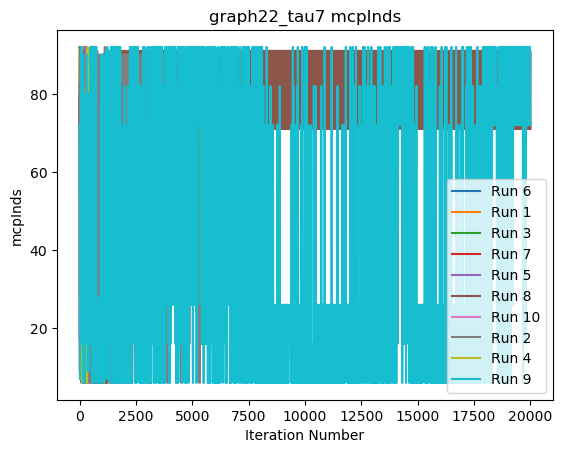 graph22_tau7 mcpInds
mcpInds
80
60
40
20
0
2500
5000
7500
10000
12500
15000
17500
20000
Iteration Number
Run 6
Run 1
Run 3
Run 7
Run 5
Run 8
Run 10
Run 2
Run 4
Run 9